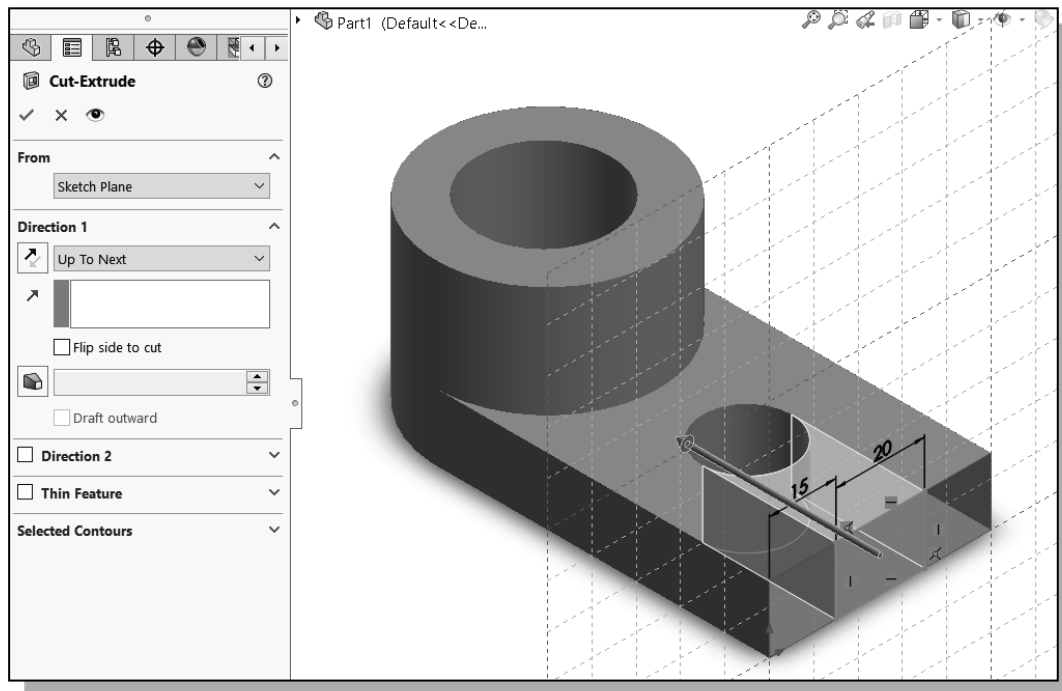 Part1 (Default<<De...
Cut-Extrude
From
Sketch Plane
Direction 1
Up To Next
Flip side to cut
Draft outward
Direction 2
Thin Feature
Selected Contours
15
20